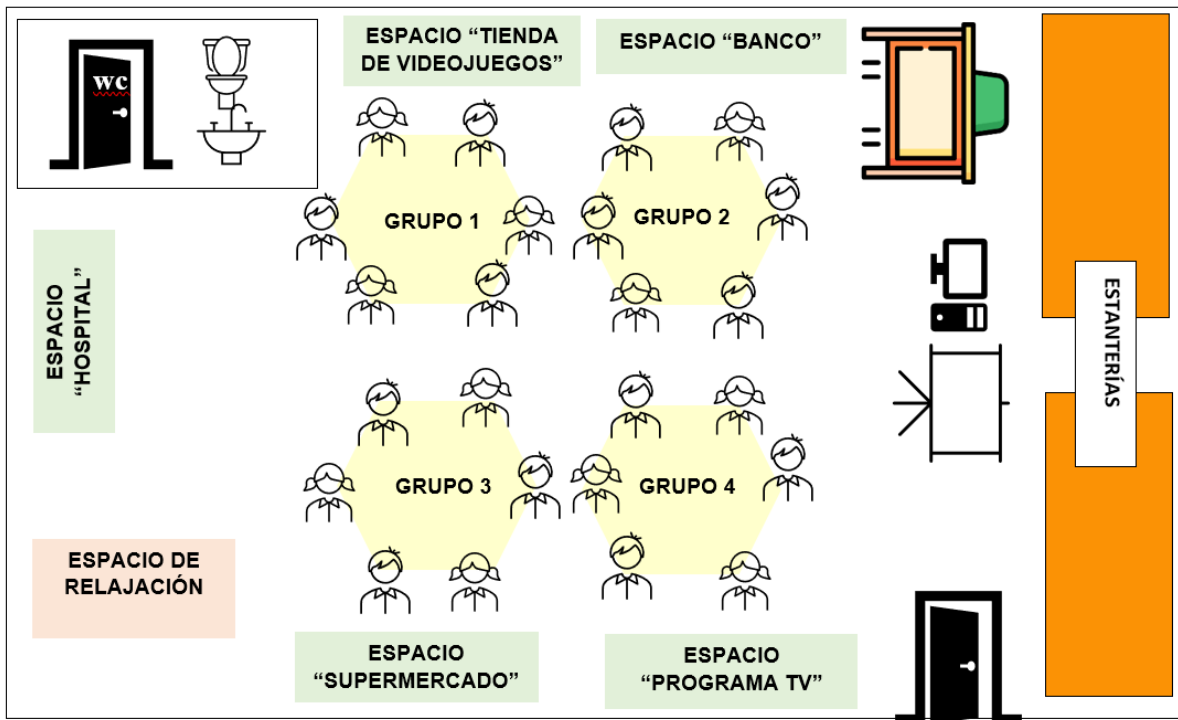 wc
ESPACIO “TIENDA
DE VIDEOJUEGOS”
ESPACIO “BANCO”
GRUPO 1
GRUPO 2
ESPACIO
“HOSPITAL”
ESTANTERÍAS
GRUPO 3
GRUPO 4
ESPACIO DE
RELAJACIÓN
ESPACIO
“SUPERMERCADO”
ESPACIO
“PROGRAMA TV”